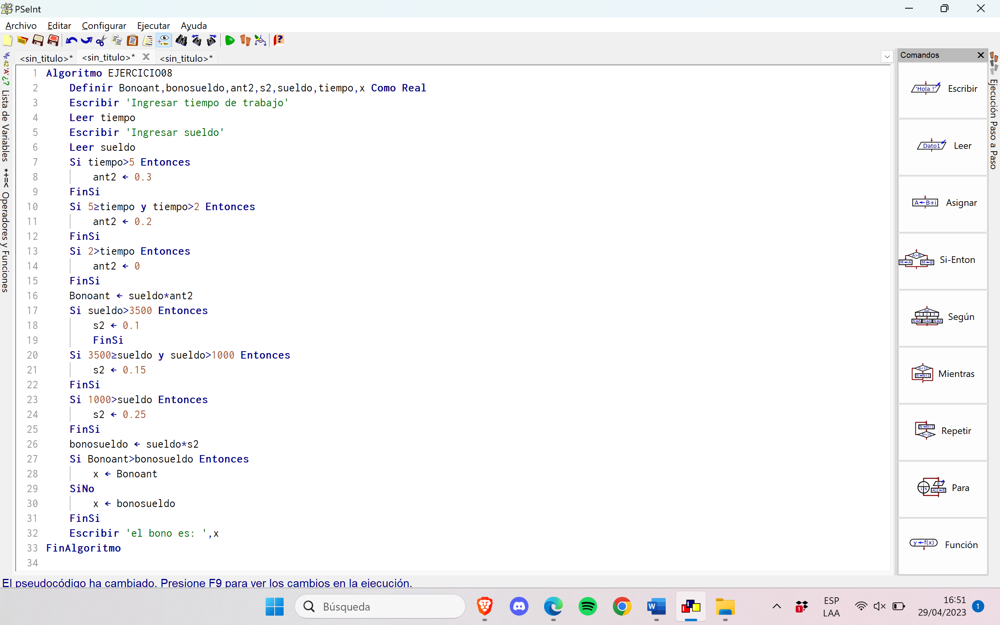 PSeInt
Archivo Editar Configurar Ejecutar Ayuda
<sin_titulo>* <sin_titulo>* <sin_titulo>*
Lista de Variables
*+=< Operadores y Funciones
1 Algoritmo EJERCICIO08
2 Definir Bonoant,bonosueldo,ant2,s2,sueldo,tiempo,x Como Real
3 Escribir 'Ingresar tiempo de trabajo'
4 Leer tiempo
5 Escribir 'Ingresar sueldo'
6 Leer sueldo
7 Si tiempo>5 Entonces
8 ant2 ← 0.3
9 FinSi
10 Si 5≥tiempo y tiempo>2 Entonces
11 ant2 ← 0.2
12 FinSi
13 Si 2>tiempo Entonces
14 ant2 ← 0
15 FinSi
16 Bonoant ← sueldo*ant2
17 Si sueldo>3500 Entonces
18 s2 ← 0.1
19 FinSi
20 Si 3500≥sueldo y sueldo>1000 Entonces
21 s2 ← 0.15
22 FinSi
23 Si 1000>sueldo Entonces
24 s2 ← 0.25
25 FinSi
26 bonosueldo ← sueldo*s2
27 Si Bonoant>bonosueldo Entonces
28 x ← Bonoant
29 SiNo
30 x ← bonosueldo
31 FinSi
32 Escribir 'el bono es: ',x
33 FinAlgoritmo
34
Comandos
'Hola !' Escribir
Dato1 Leer
A←B+i Asignar
A>B M←A M←B Si-Enton
dat 1 2 3 N←A N←A N←A Según
N<10 N←N+1 Mientras
N←N+1 N=10 Repetir
1 N B A[i]←B Para
y←f(x) Función
Ejecución Paso a Paso
El pseudocódigo ha cambiado. Presione F9 para ver los cambios en la ejecución.
Búsqueda
W
1
ESP
LAA
16:51
29/04/2023
1